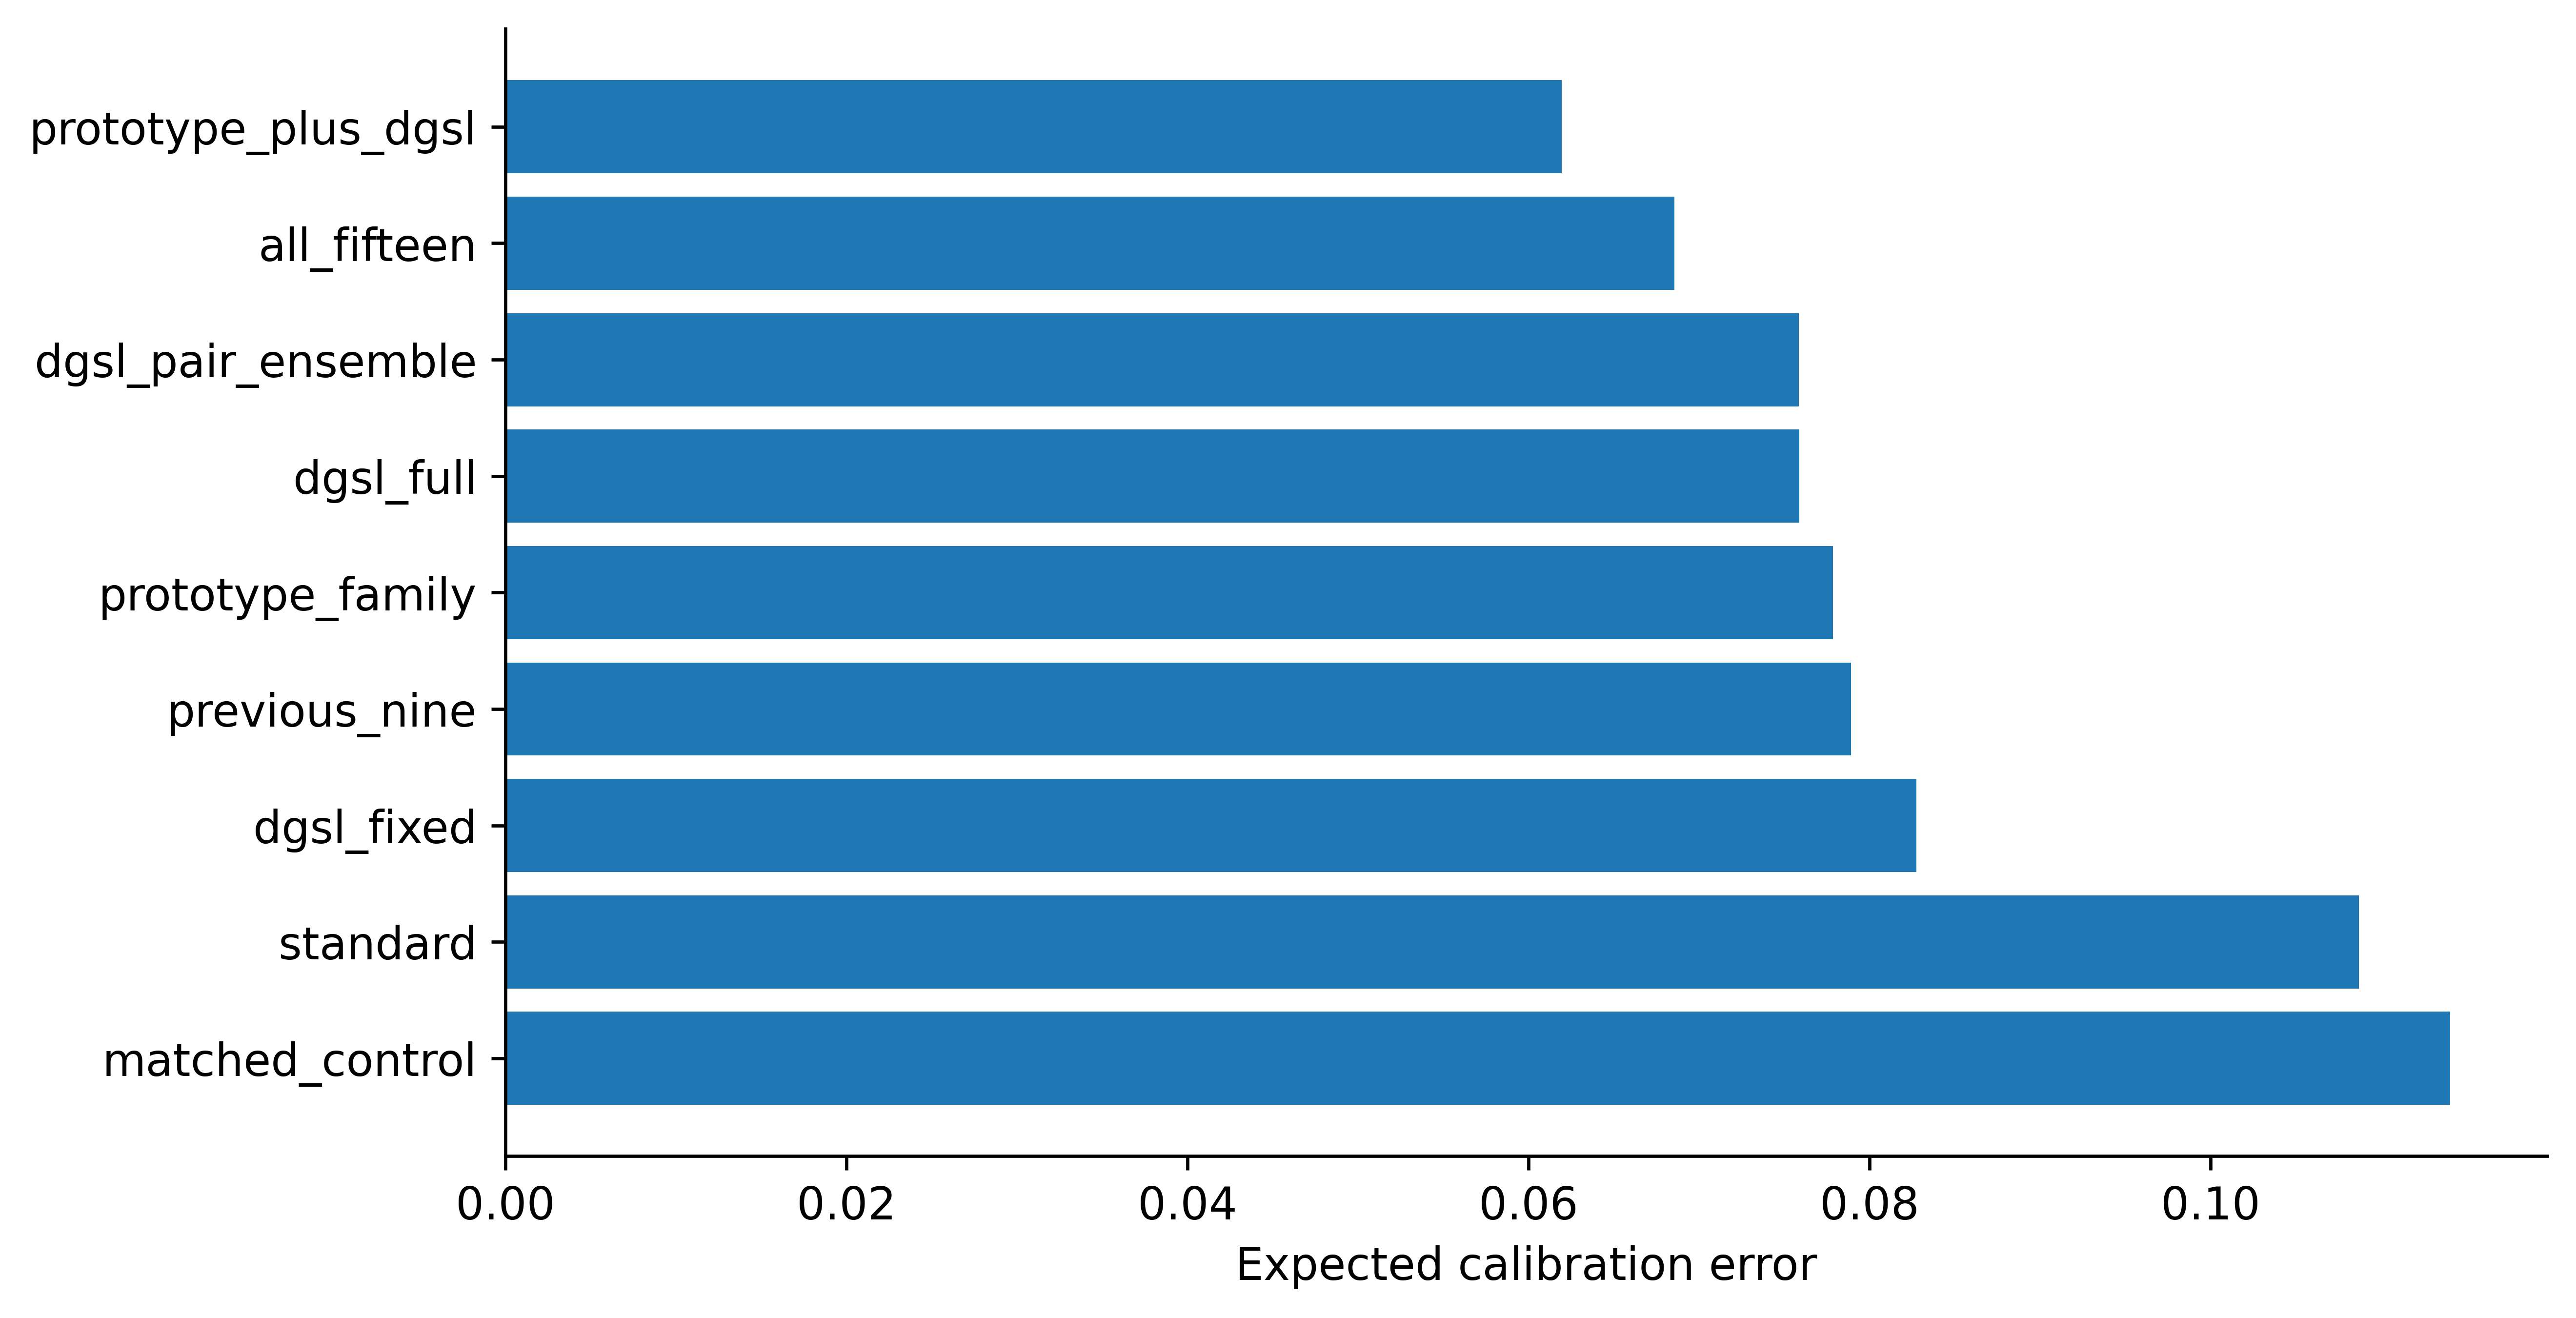 prototype_plus_dgsl
all_fifteen
dgsl_pair_ensemble
dgsl_full
prototype_family
previous_nine
dgsl_fixed
standard
matched_control
0.00 0.02 0.04 0.06 0.08 0.10
Expected calibration error